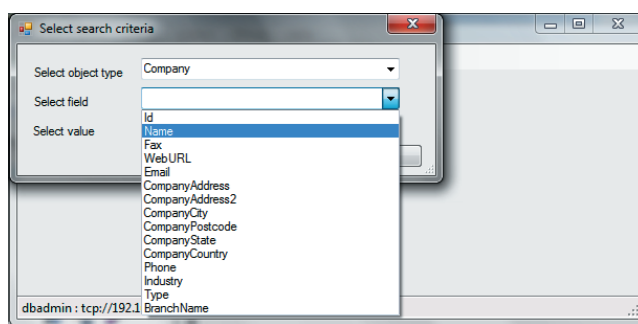 Select search criteria
Select object type Company
Select field
Id
Select value Name
Fax
WebURL
Email
CompanyAddress
CompanyAddress2
CompanyCity
CompanyPostcode
CompanyState
CompanyCountry
Phone
Industry
Type
dbadmin : tcp://192.1 BranchName